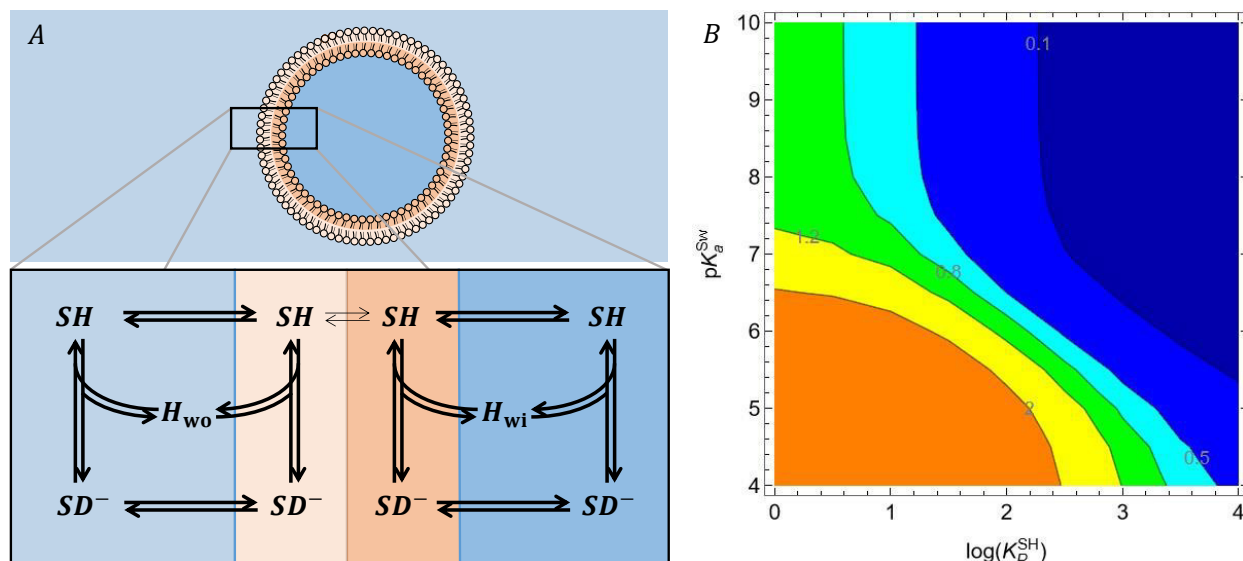 A
SH SH SH SH
H_wo H_wi
SD⁻ SD⁻ SD⁻ SD⁻
B
10
9
8
7
6
5
4
pK_a^Sw
0.1
1.2
0.8
2
0.5
0 1 2 3 4
log(K_D^SH)